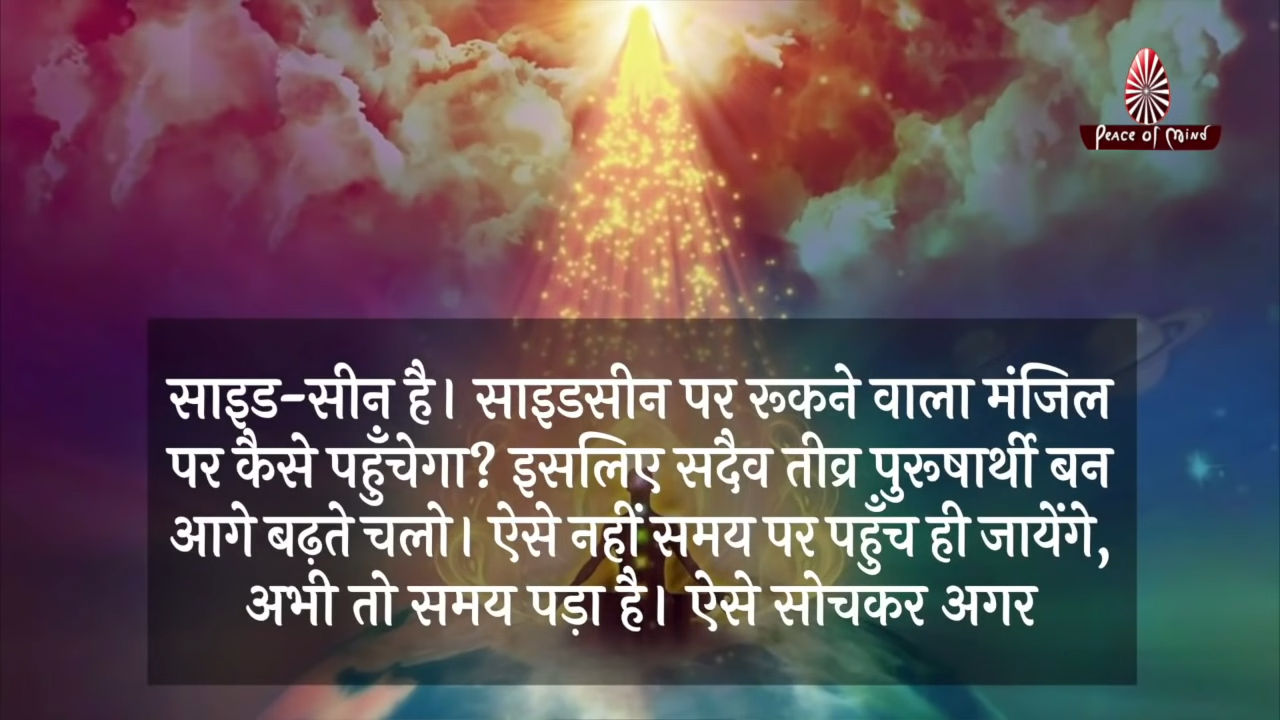 Peace of Mind
साइड-सीन है। साइडसीन पर रूकने वाला मंजिल
पर कैसे पहुँचेगा? इसलिए सदैव तीव्र पुरूषार्थी बन
आगे बढ़ते चलो। ऐसे नहीं समय पर पहुँच ही जायेंगे,
अभी तो समय पड़ा है। ऐसे सोचकर अगर